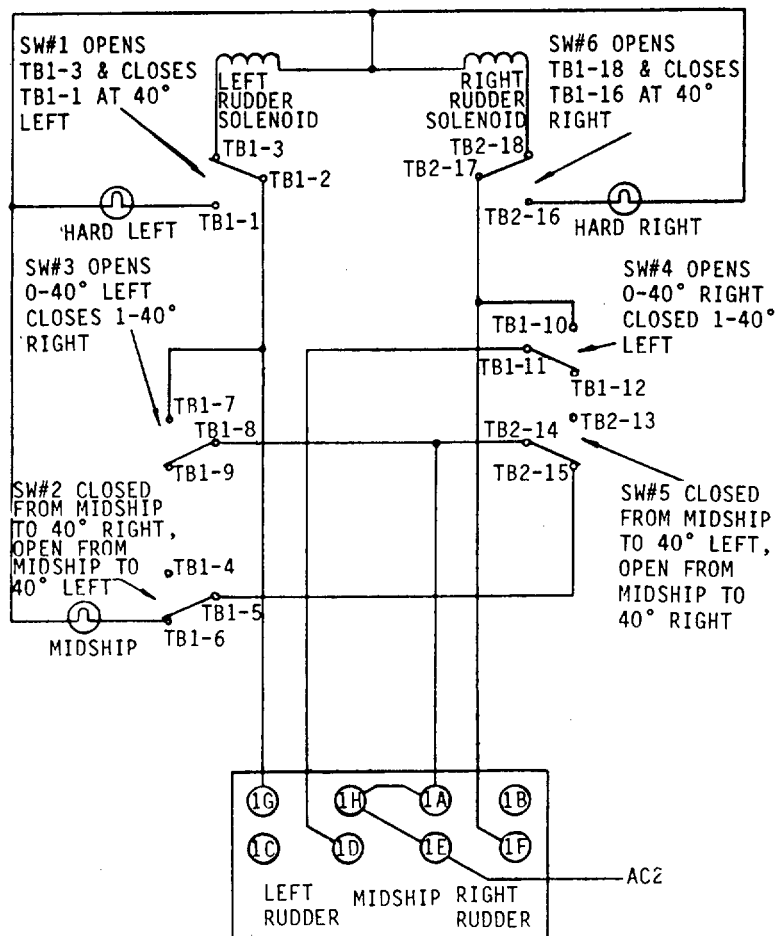 SW#1 OPENS
TB1-3 & CLOSES
TB1-1 AT 40°
LEFT
LEFT
RUDDER
SOLENOID
RIGHT
RUDDER
SOLENOID
SW#6 OPENS
TB1-18 & CLOSES
TB1-16 AT 40°
RIGHT
TB1-3
TB1-2
TB2-18
TB2-17
TB1-1
HARD LEFT
TB2-16
HARD RIGHT
SW#3 OPENS
0-40° LEFT
CLOSES 1-40°
RIGHT
SW#4 OPENS
0-40° RIGHT
CLOSED 1-40°
LEFT
TB1-10
TB1-11
TB1-12
TB1-7
TB1-8
TB1-9
TB2-13
TB2-14
TB2-15
SW#2 CLOSED
FROM MIDSHIP
TO 40° RIGHT,
OPEN FROM
MIDSHIP TO
40° LEFT
SW#5 CLOSED
FROM MIDSHIP
TO 40° LEFT,
OPEN FROM
MIDSHIP TO
40° RIGHT
TB1-4
TB1-5
TB1-6
MIDSHIP
1G 1H 1A 1B
1C 1D 1E 1F
AC2
LEFT
RUDDER
MIDSHIP
RIGHT
RUDDER